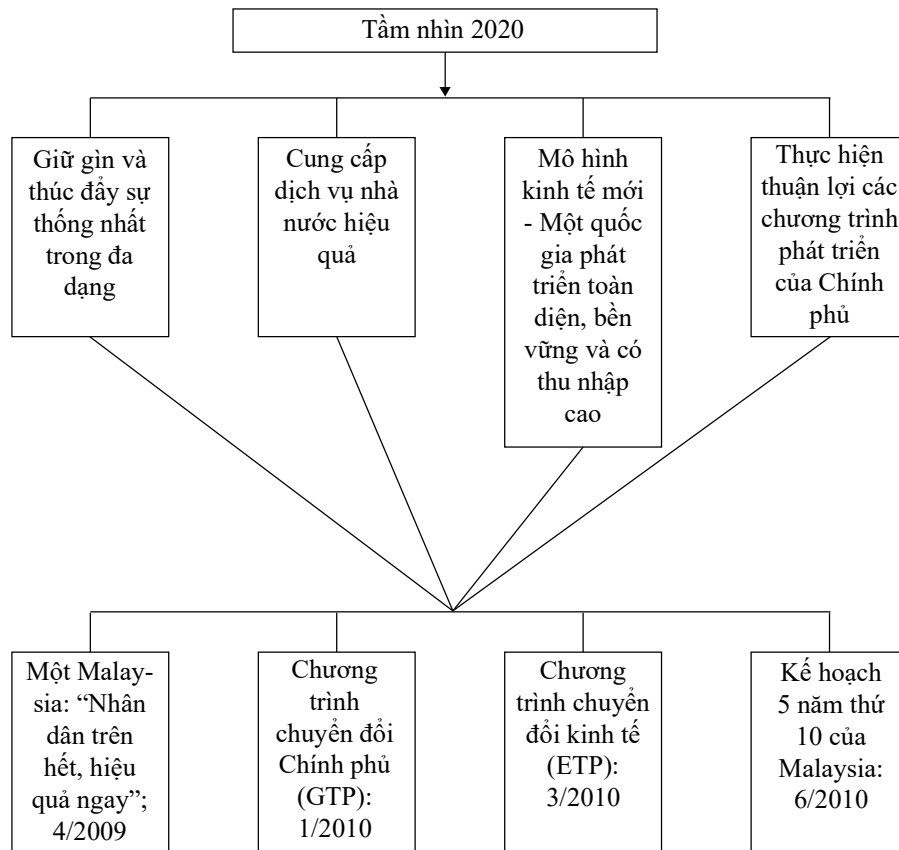 Tầm nhìn 2020
Giữ gìn và
thúc đẩy sự
thống nhất
trong đa
dạng
Cung cấp
dịch vụ nhà
nước hiệu
quả
Mô hình
kinh tế mới
- Một quốc
gia phát
triển toàn
diện, bền
vững và có
thu nhập
cao
Thực hiện
thuận lợi các
chương trình
phát triển
của Chính
phủ
Một Malay-
sia: “Nhân
dân trên
hết, hiệu
quả ngay”;
4/2009
Chương
trình
chuyển đổi
Chính phủ
(GTP):
1/2010
Chương
trình chuyển
đổi kinh tế
(ETP):
3/2010
Kế hoạch
5 năm thứ
10 của
Malaysia:
6/2010